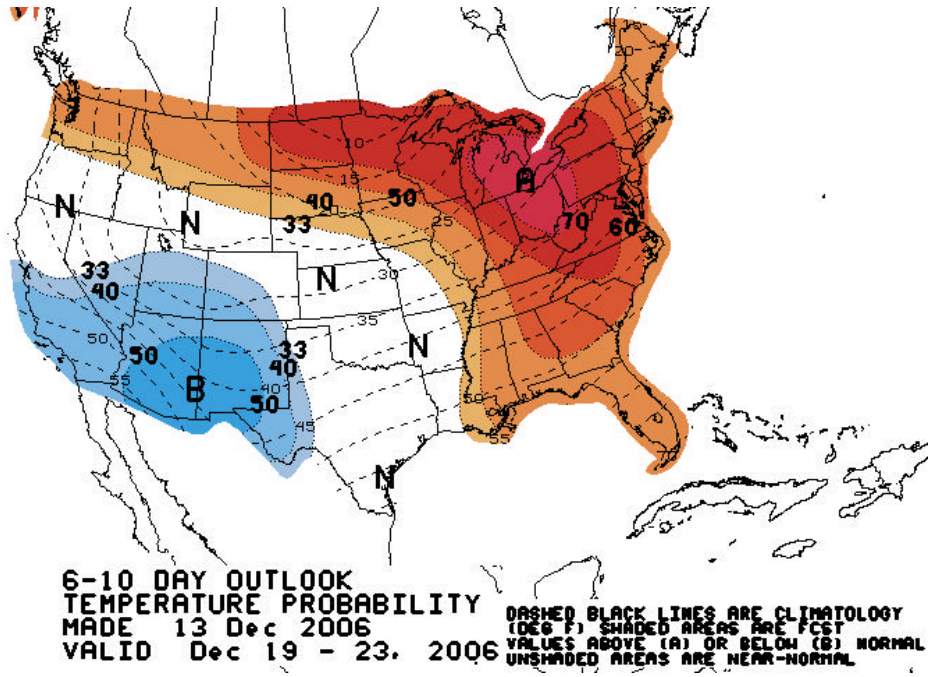 10
20
10
15
40
50
A
33
25
70
60
N
N
33
40
N
30
35
50
50
33
N
40
55
B
40
50
50
45
55
70
N
6-10 DAY OUTLOOK
TEMPERATURE PROBABILITY
MADE 13 Dec 2006
VALID Dec 19 - 23, 2006
DASHED BLACK LINES ARE CLIMATOLOGY
(DEG F) SHADED AREAS ARE FCST
VALUES ABOVE (A) OR BELOW (B) NORMAL
UNSHADED AREAS ARE NEAR-NORMAL